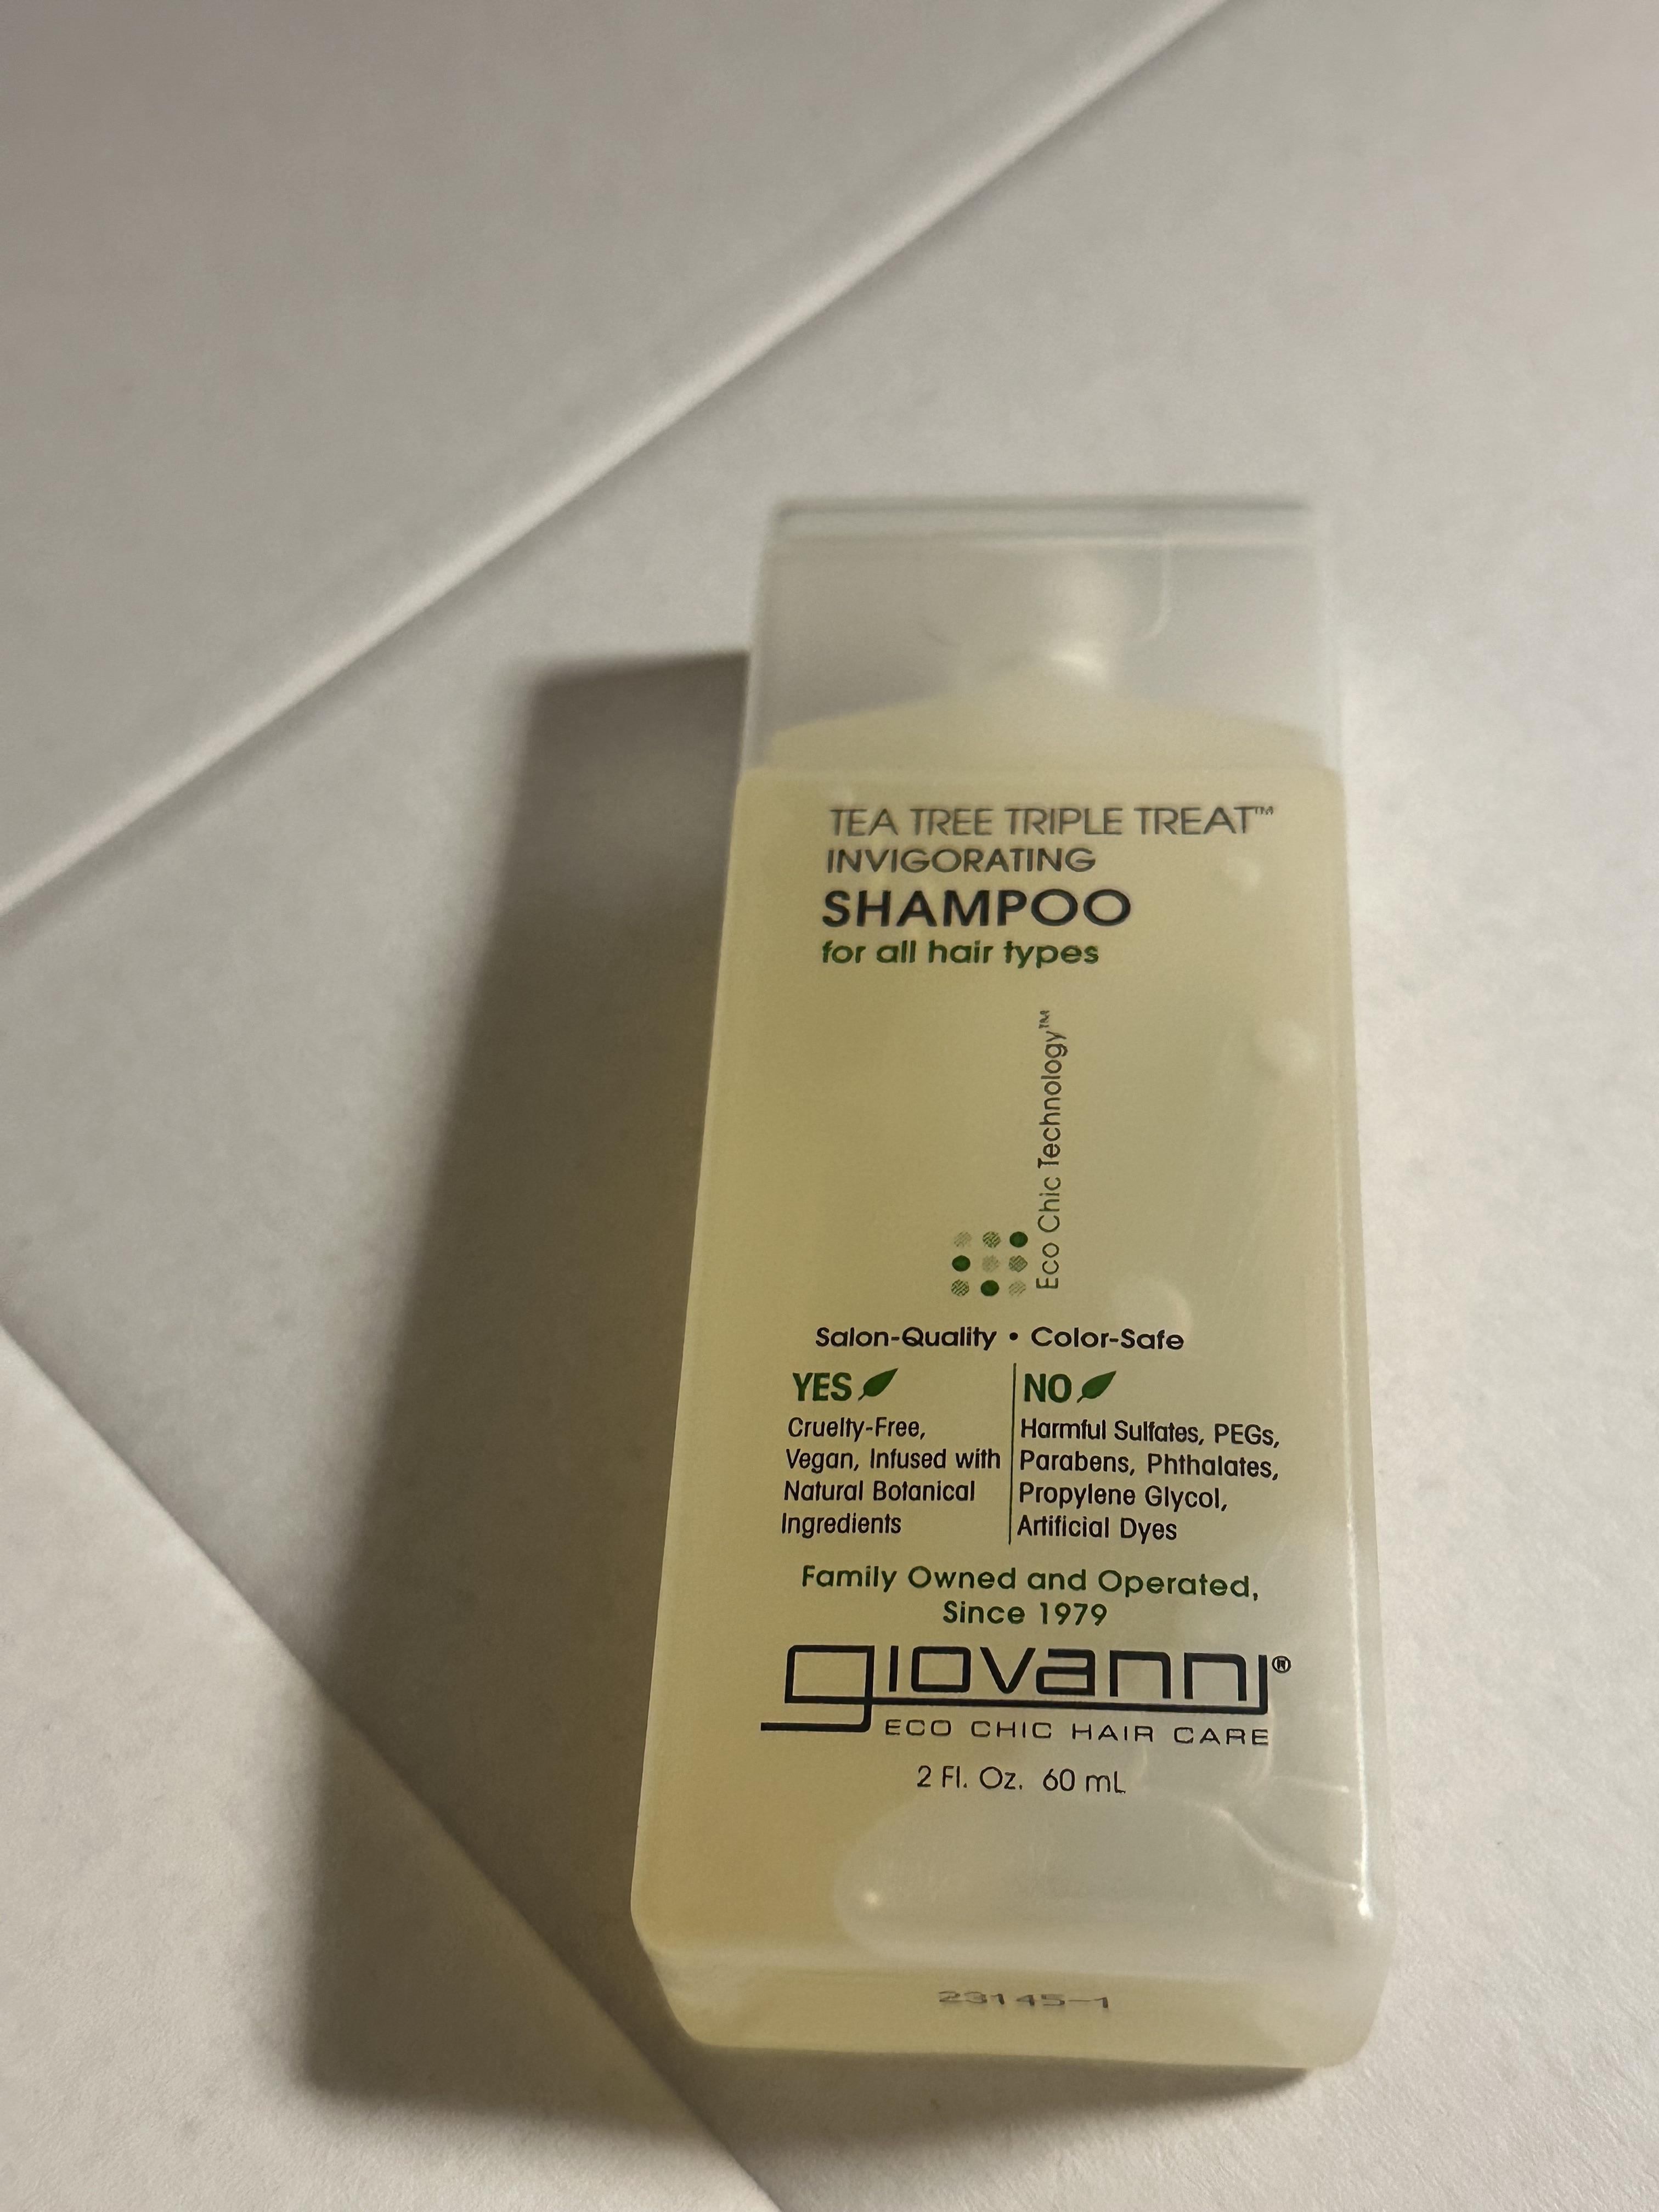 TEA TREE TRIPLE TREAT™
INVIGORATING
SHAMPOO
for all hair types
Eco Chic Technology™
Salon-Quality • Color-Safe
YES
Cruelty-Free,
Vegan, Infused with
Natural Botanical
Ingredients
NO
Harmful Sulfates, PEGs,
Parabens, Phthalates,
Propylene Glycol,
Artificial Dyes
Family Owned and Operated,
Since 1979
giovanni®
ECO CHIC HAIR CARE
2 Fl. Oz. 60 mL
23145-1